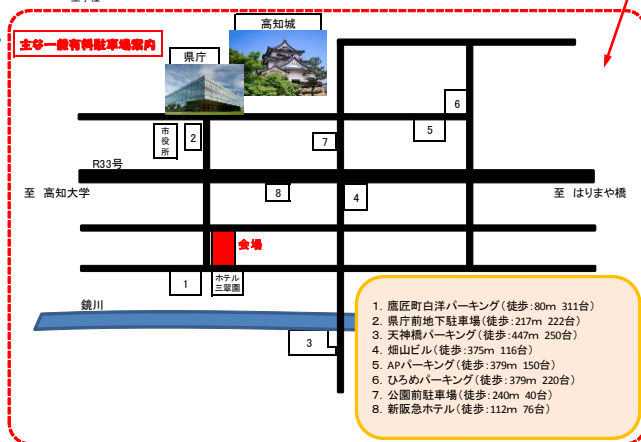 主な一般有料駐車場案内
高知城
県庁
6
市役所
2
7
5
R33号
至 高知大学
8
4
至 はりまや橋
会場
1
ホテル
三翠園
鏡川
3
1. 鷹匠町白洋パーキング(徒歩:80m 311台)
2. 県庁前地下駐車場(徒歩:217m 222台)
3. 天神橋パーキング(徒歩:447m 250台)
4. 畑山ビル(徒歩:375m 116台)
5. APパーキング(徒歩:379m 150台)
6. ひろめパーキング(徒歩:379m 220台)
7. 公園前駐車場(徒歩:240m 40台)
8. 新阪急ホテル(徒歩:112m 76台)